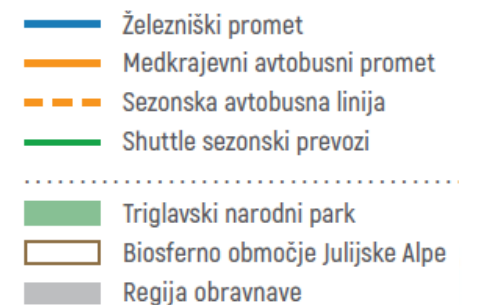 Železniški promet
Medkrajevni avtobusni promet
Sezonska avtobusna linija
Shuttle sezonski prevozi
Triglavski narodni park
Biosferno območje Julijske Alpe
Regija obravnave